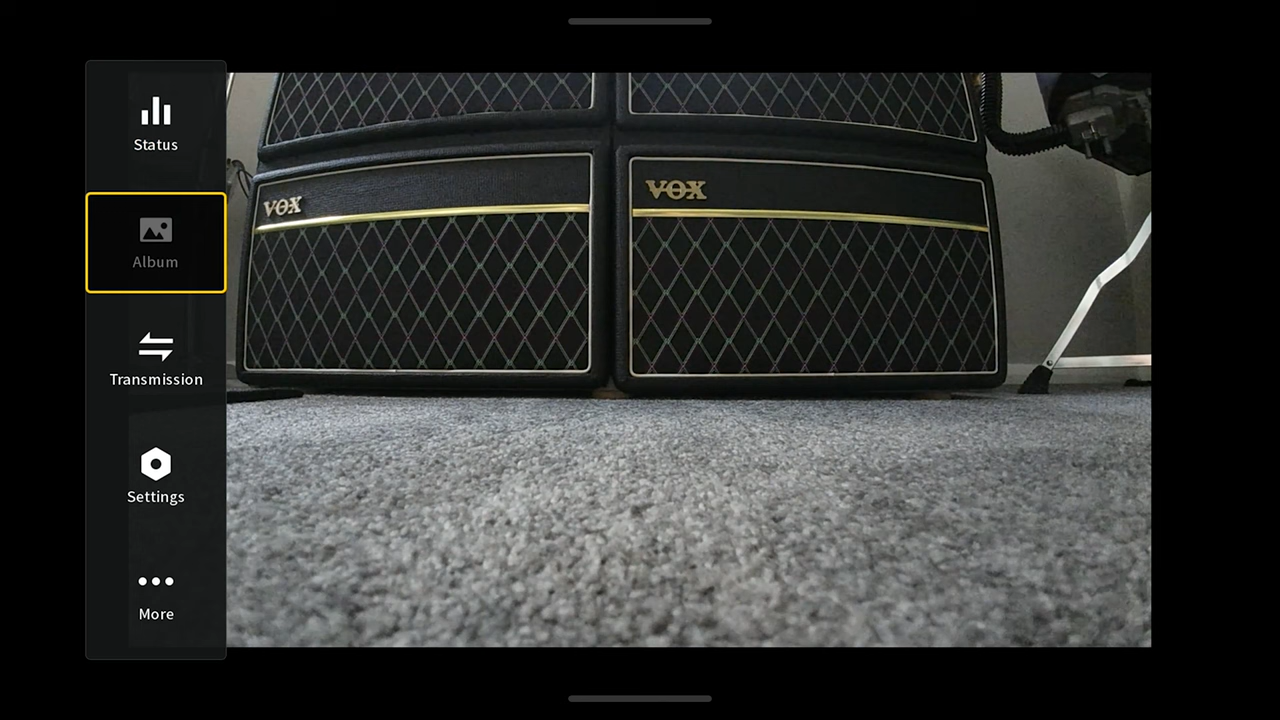 Status
Album
Transmission
Settings
More
VOX
VOX